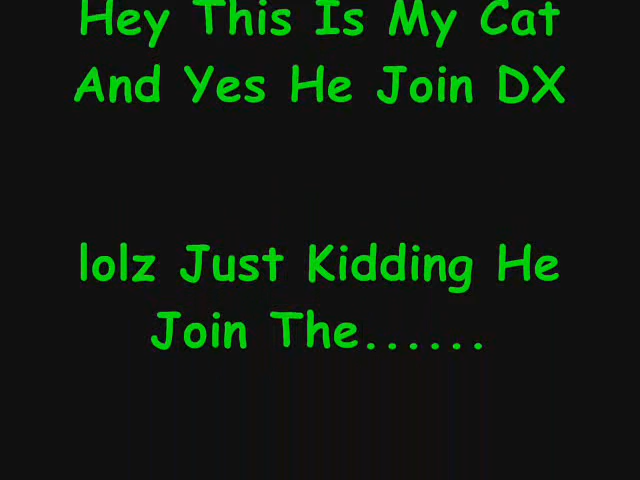 Hey This Is My Cat
And Yes He Join DX
lolz Just Kidding He
Join The......